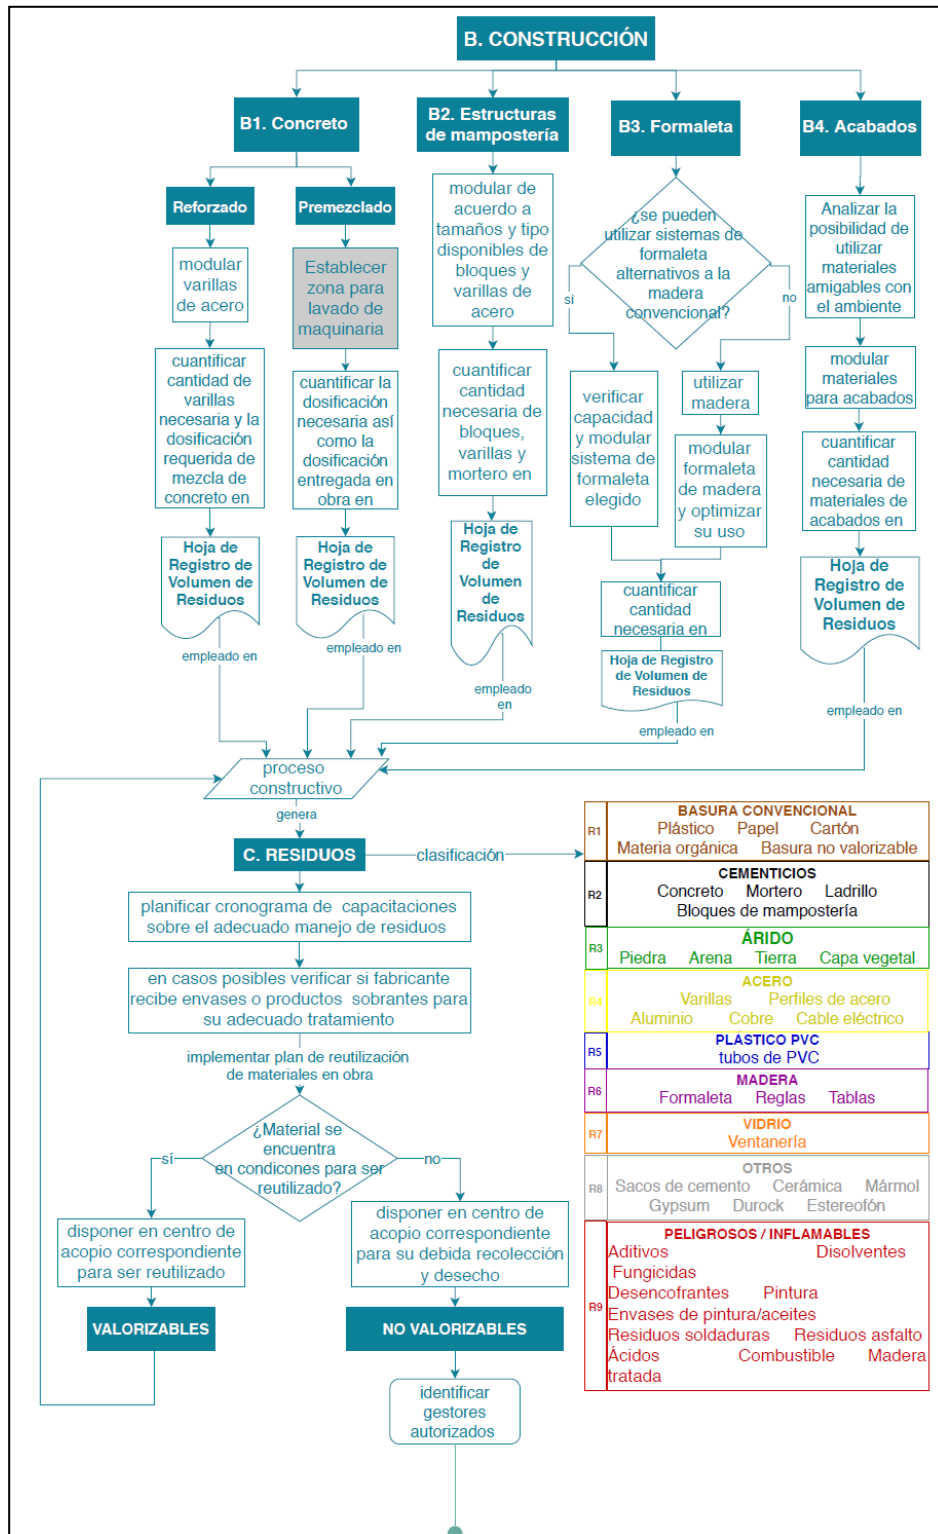 B. CONSTRUCCIÓN
B1. Concreto
Reforzado
modular
varillas
de acero
cuantificar
cantidad de
varillas
necesaria y la
dosificación
requerida de
mezcla de
concreto en
Hoja de
Registro de
Volumen de
Residuos
empleado en
Premezclado
Establecer
zona para
lavado de
maquinaria
cuantificar la
dosificación
necesaria así
como la
dosificación
entregada en
obra en
Hoja de
Registro de
Volumen de
Residuos
empleado en
B2. Estructuras
de mampostería
modular de
acuerdo a
tamaños y tipo
disponibles de
bloques y
varillas de
acero
cuantificar
cantidad
necesaria de
bloques,
varillas y
mortero en
Hoja de
Registro de
Volumen
de
Residuos
empleado
en
B3. Formaleta
¿se pueden
utilizar sistemas de
formaleta
alternativos a la
madera
convencional?
si
no
verificar
capacidad
y modular
sistema de
formaleta
elegido
utilizar
madera
modular
formaleta
de madera
y optimizar
su uso
cuantificar
cantidad
necesaria en
Hoja de Registro
de Volumen de
Residuos
empleado en
B4. Acabados
Analizar la
posibilidad de
utilizar
materiales
amigables con
el ambiente
modular
materiales
para acabados
cuantificar
cantidad
necesaria de
materiales de
acabados en
Hoja de
Registro de
Volumen de
Residuos
empleado en
proceso
constructivo
genera
C. RESIDUOS
clasificación
planificar cronograma de capacitaciones
sobre el adecuado manejo de residuos
en casos posibles verificar si fabricante
recibe envases o productos sobrantes para
su adecuado tratamiento
implementar plan de reutilización
de materiales en obra
¿Material se
encuentra
en condicones para ser
reutilizado?
sí
no
disponer en centro de
acopio correspondiente
para ser reutilizado
VALORIZABLES
disponer en centro de
acopio correspondiente
para su debida recolección
y desecho
NO VALORIZABLES
identificar
gestores
autorizados
R1
BASURA CONVENCIONAL
Plástico Papel Cartón
Materia orgánica Basura no valorizable
R2
CEMENTICIOS
Concreto Mortero Ladrillo
Bloques de mampostería
R3
ÁRIDO
Piedra Arena Tierra Capa vegetal
R4
ACERO
Varillas Perfiles de acero
Aluminio Cobre Cable eléctrico
R5
PLÁSTICO PVC
tubos de PVC
R6
MADERA
Formaleta Reglas Tablas
R7
VIDRIO
Ventanería
R8
OTROS
Sacos de cemento Cerámica Mármol
Gypsum Durock Estereofón
R9
PELIGROSOS / INFLAMABLES
Aditivos Disolventes
Fungicidas
Desencofrantes Pintura
Envases de pintura/aceites
Residuos soldaduras Residuos asfalto
Ácidos Combustible Madera
tratada